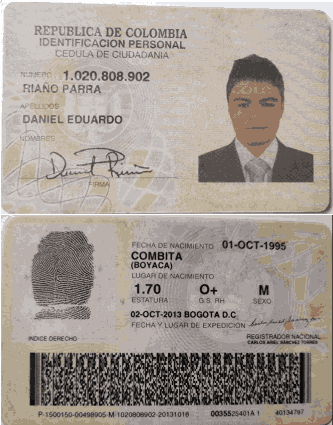 REPUBLICA DE COLOMBIA
IDENTIFICACION PERSONAL
CEDULA DE CIUDADANIA
NUMERO 1.020.808.902
RIAÑO PARRA
APELLIDOS
DANIEL EDUARDO
NOMBRES
FIRMA
FECHA DE NACIMIENTO 01-OCT-1995
COMBITA
(BOYACA)
LUGAR DE NACIMIENTO
1.70 O+ M
ESTATURA G.S. RH SEXO
02-OCT-2013 BOGOTA D.C.
FECHA Y LUGAR DE EXPEDICION
INDICE DERECHO
REGISTRADOR NACIONAL
CARLOS ARIEL SANCHEZ TORRES
P-1500150-00498905-M-1020808902-20131018 0035525401A 1 40134797